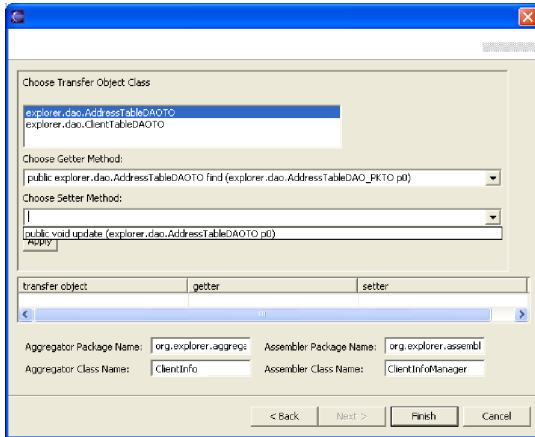 Choose Transfer Object Class
explorer.dao.AddressTableDAOTO
explorer.dao.ClientTableDAOTO
Choose Getter Method:
public explorer.dao.AddressTableDAOTO find (explorer.dao.AddressTableDAO_PKTO p0)
Choose Setter Method:
public void update (explorer.dao.AddressTableDAOTO p0)
Apply
transfer object getter setter
Aggregator Package Name: org.explorer.aggrega Assembler Package Name: org.explorer.assembl
Aggregator Class Name: ClientInfo Assembler Class Name: ClientInfoManager
< Back Next > Finish Cancel